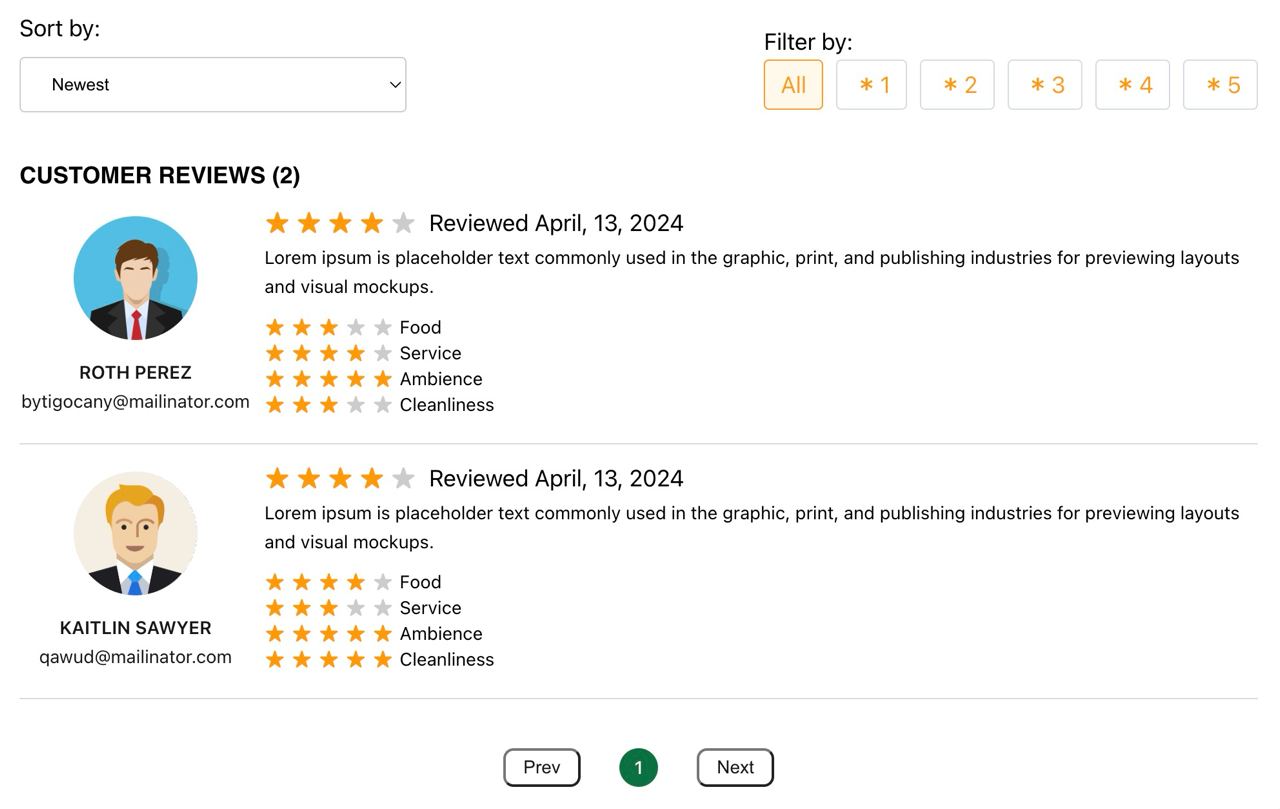 Sort by:
Filter by:
Newest
All
* 1
* 2
* 3
* 4
* 5
CUSTOMER REVIEWS (2)
Reviewed April, 13, 2024
Lorem ipsum is placeholder text commonly used in the graphic, print, and publishing industries for previewing layouts
and visual mockups.
Food
Service
Ambience
Cleanliness
ROTH PEREZ
bytigocany@mailinator.com
Reviewed April, 13, 2024
Lorem ipsum is placeholder text commonly used in the graphic, print, and publishing industries for previewing layouts
and visual mockups.
Food
Service
Ambience
Cleanliness
KAITLIN SAWYER
qawud@mailinator.com
Prev
1
Next